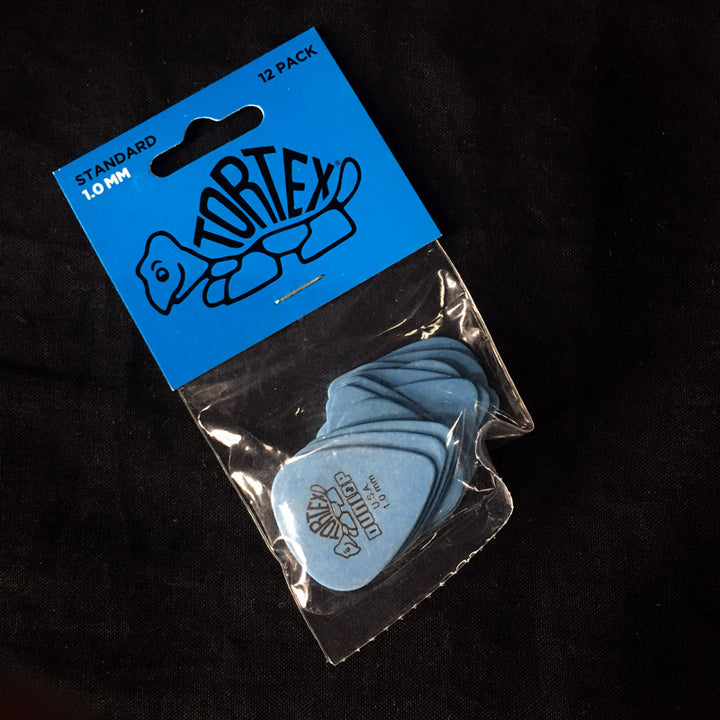 12 PACK
STANDARD
1.0 MM
TORTEX®
TORTEX
DUNLOP
U.S.A.
1.0 mm